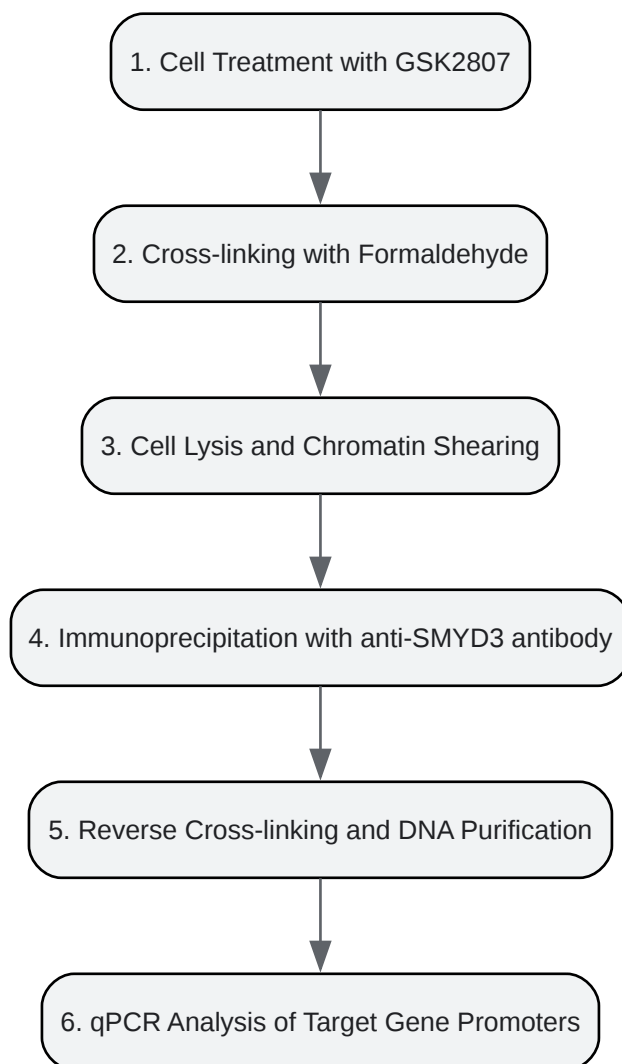 1. Cell Treatment with GSK2807
2. Cross-linking with Formaldehyde
3. Cell Lysis and Chromatin Shearing
4. Immunoprecipitation with anti-SMYD3 antibody
5. Reverse Cross-linking and DNA Purification
6. qPCR Analysis of Target Gene Promoters